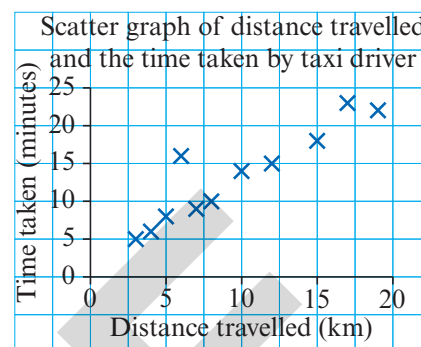 Scatter graph of distance travelled
and the time taken by taxi driver
Time taken (minutes)
25
20
15
10
5
0
0 5 10 15 20
Distance travelled (km)